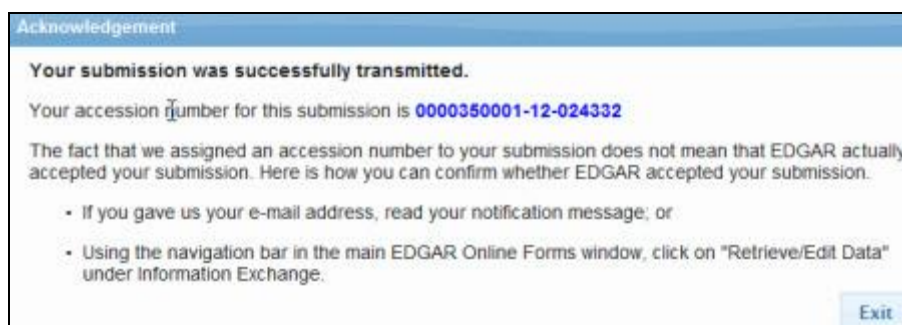 Acknowledgement
Your submission was successfully transmitted.
Your accession number for this submission is 0000350001-12-024332
The fact that we assigned an accession number to your submission does not mean that EDGAR actually
accepted your submission. Here is how you can confirm whether EDGAR accepted your submission.
• If you gave us your e-mail address, read your notification message; or
• Using the navigation bar in the main EDGAR Online Forms window, click on "Retrieve/Edit Data"
under Information Exchange.
Exit